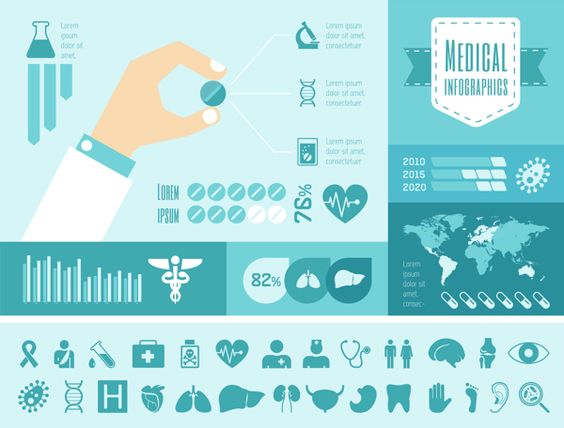 Lorem
ipsum
dolor sit
amet,
Lorem ipsum
dolor sit amet,
consectetuer
Lorem ipsum
dolor sit amet,
consectetuer
Lorem ipsum
dolor sit amet,
consectetuer
MEDICAL
INFOGRAPHICS
LOREM
IPSUM
76%
2010
2015
2020
82%
Lorem
ipsum
dolor
sit
amet,
consec-
H